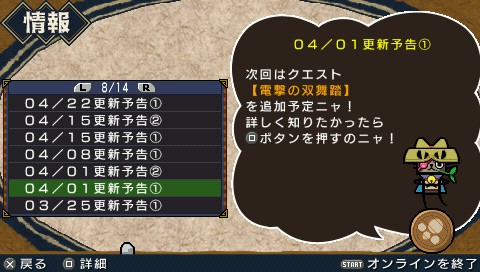 情報
L 8/14 R
04／22更新予告①
04／15更新予告②
04／15更新予告①
04／08更新予告①
04／01更新予告②
04／01更新予告①
03／25更新予告①
04／01更新予告①
次回はクエスト
【電撃の双舞踏】
を追加予定ニャ！
詳しく知りたかったら
□ボタンを押すのニャ！
×戻る □詳細
START オンラインを終了